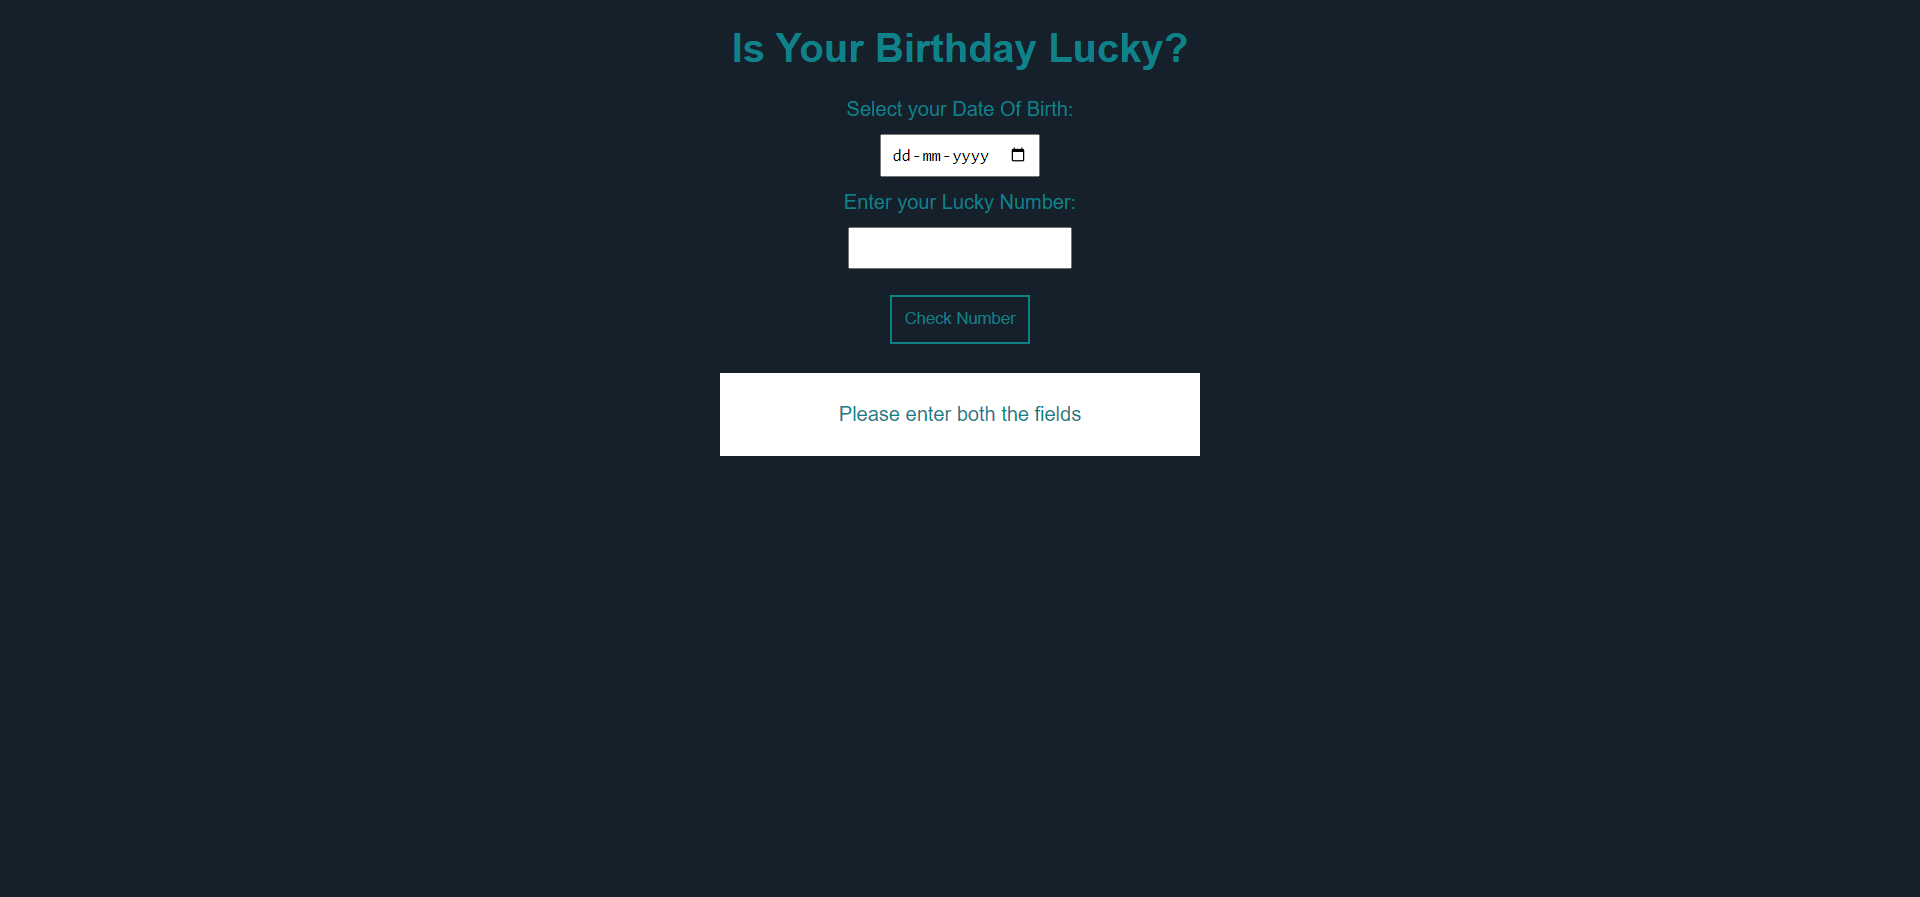 Is Your Birthday Lucky?
Select your Date Of Birth:
dd-mm-yyyy
Enter your Lucky Number:
Check Number
Please enter both the fields